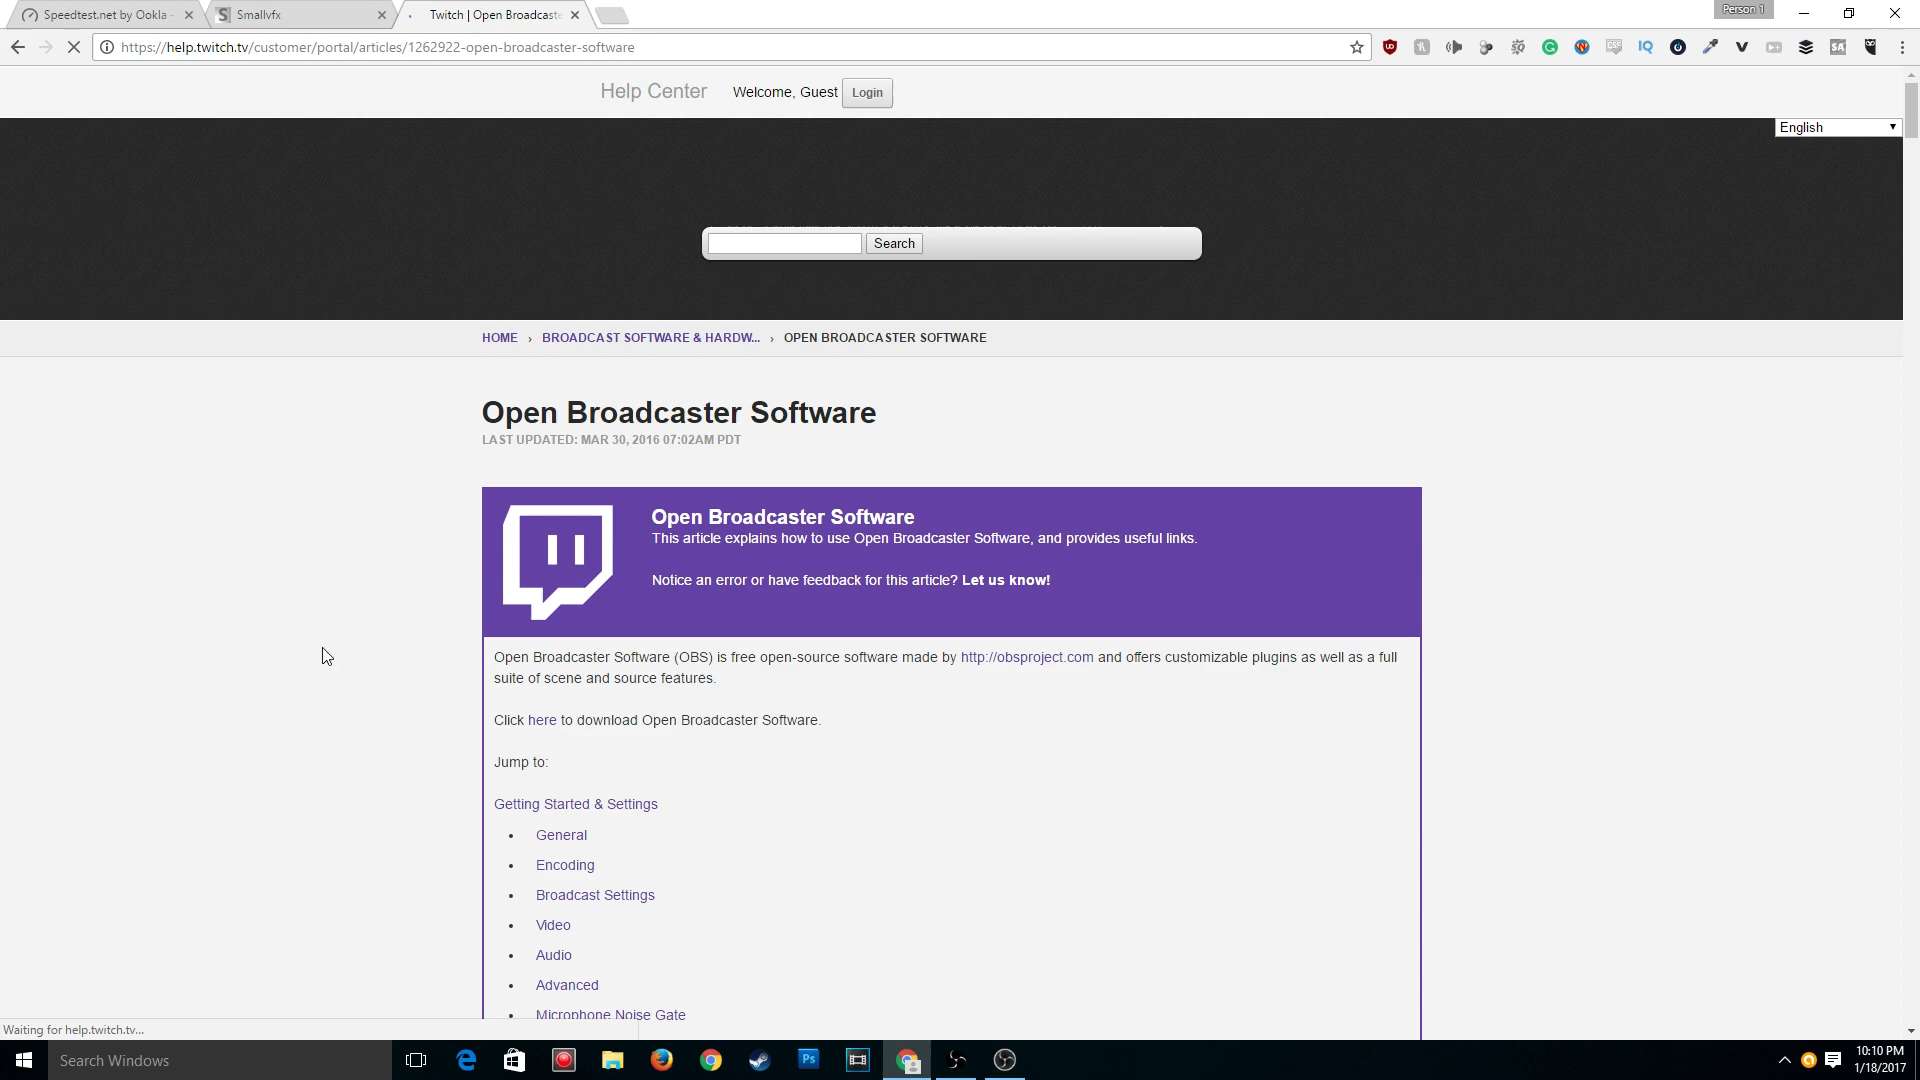 Speedtest.net by Ookla -
Smallvfx
Twitch | Open Broadcaste
Person 1
https://help.twitch.tv/customer/portal/articles/1262922-open-broadcaster-software
Help Center
Welcome, Guest
Login
English
Search
HOME › BROADCAST SOFTWARE & HARDW... › OPEN BROADCASTER SOFTWARE
Open Broadcaster Software
LAST UPDATED: MAR 30, 2016 07:02AM PDT
Open Broadcaster Software
This article explains how to use Open Broadcaster Software, and provides useful links.
Notice an error or have feedback for this article? Let us know!
Open Broadcaster Software (OBS) is free open-source software made by http://obsproject.com and offers customizable plugins as well as a full
suite of scene and source features.
Click here to download Open Broadcaster Software.
Jump to:
Getting Started & Settings
• General
• Encoding
• Broadcast Settings
• Video
• Audio
• Advanced
• Microphone Noise Gate
Waiting for help.twitch.tv...
Search Windows
Ps
10:10 PM
1/18/2017